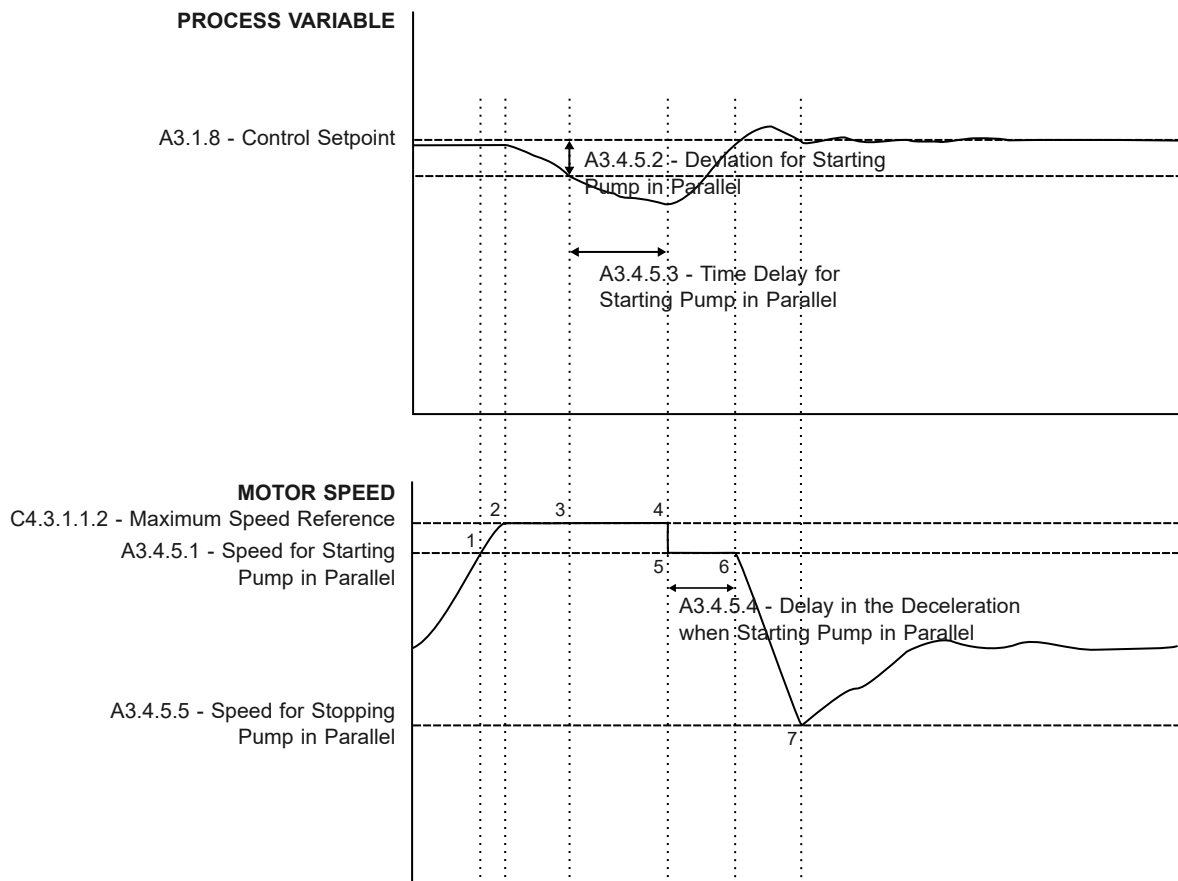 PROCESS VARIABLE
A3.1.8 - Control Setpoint
A3.4.5.2 - Deviation for Starting
Pump in Parallel
A3.4.5.3 - Time Delay for
Starting Pump in Parallel
MOTOR SPEED
C4.3.1.1.2 - Maximum Speed Reference
2
3
4
A3.4.5.1 - Speed for Starting
Pump in Parallel
1
5
6
A3.4.5.4 - Delay in the Deceleration
when Starting Pump in Parallel
A3.4.5.5 - Speed for Stopping
Pump in Parallel
7